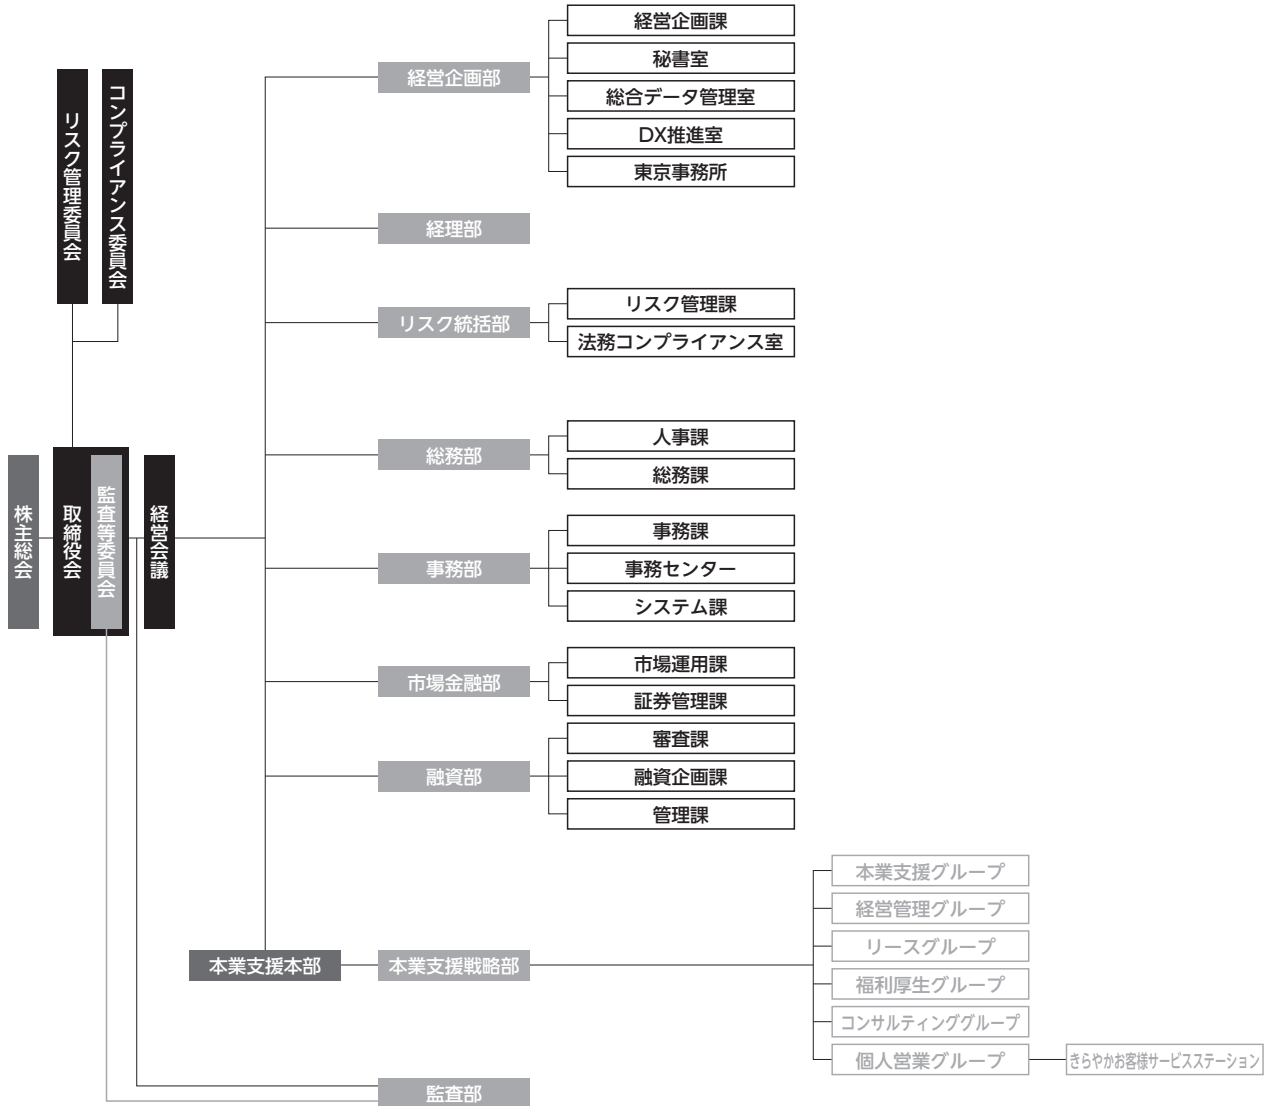 経営企画課
秘書室
経営企画部
総合データ管理室
DX推進室
東京事務所
リスク管理委員会
コンプライアンス委員会
経理部
リスク管理課
リスク統括部
法務コンプライアンス室
人事課
総務部
総務課
株主総会
取締役会
監査等委員会
経営会議
事務課
事務部
事務センター
システム課
市場運用課
市場金融部
証券管理課
審査課
融資部
融資企画課
管理課
本業支援グループ
経営管理グループ
リースグループ
本業支援本部
本業支援戦略部
福利厚生グループ
コンサルティンググループ
個人営業グループ
きらやかお客様サービスステーション
監査部